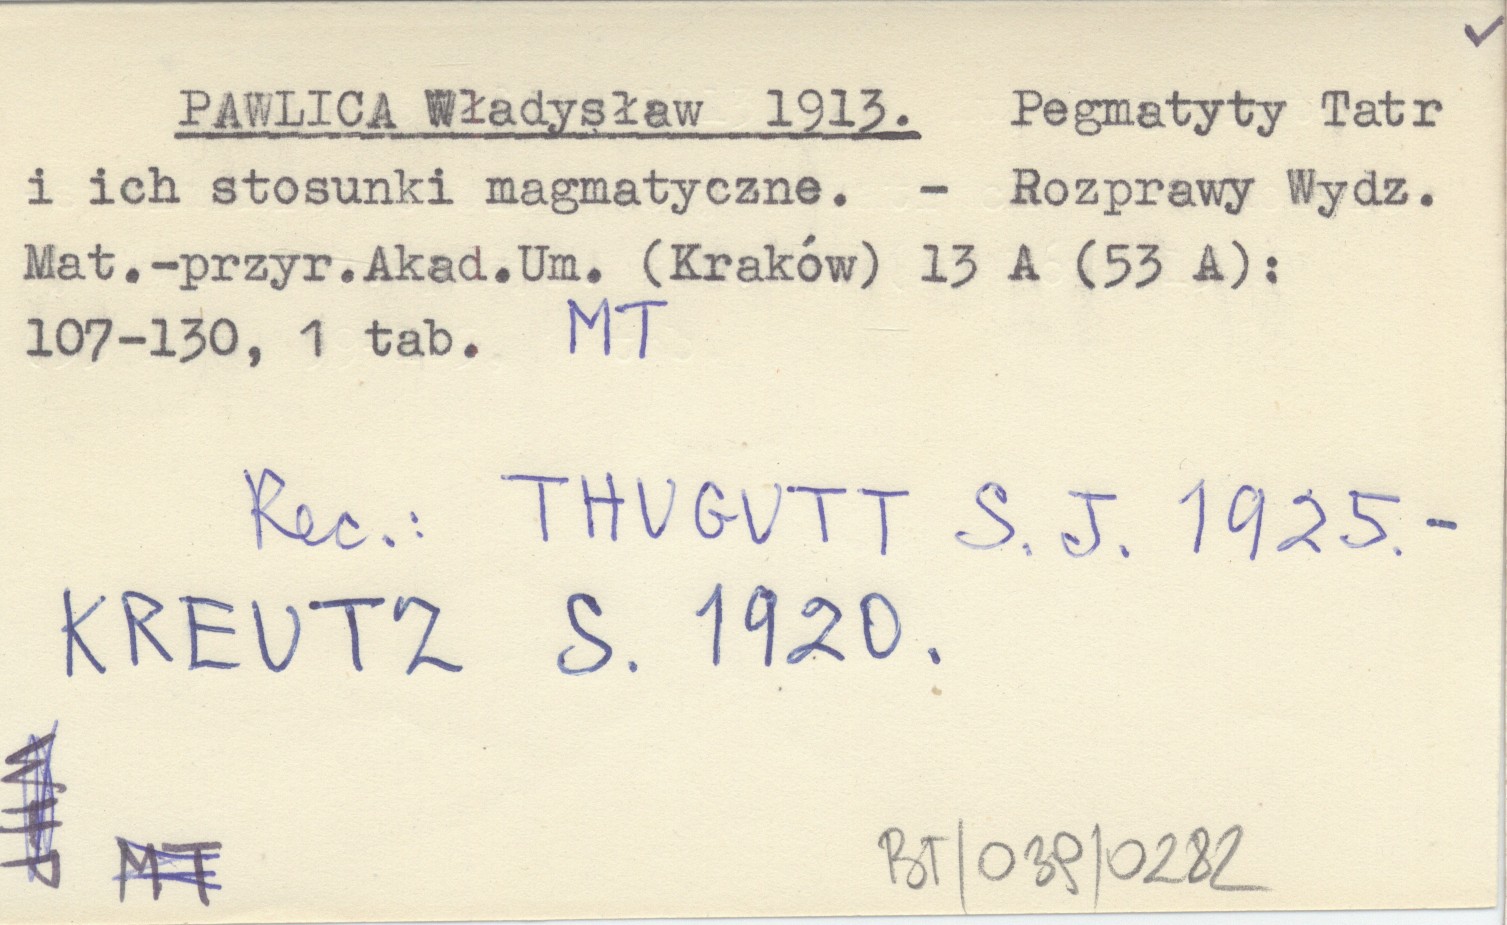 PAWLICA Władysław 1913. Pegmatyty Tatr
i ich stosunki magmatyczne. - Rozprawy Wydz.
Mat.-przyr.Akad.Um. (Kraków) 13 A (53 A):
107-130, 1 tab. MT
Rec.: THUGUTT S. J. 1925.-
KREUTZ S. 1920.
MT
BT/039/0282